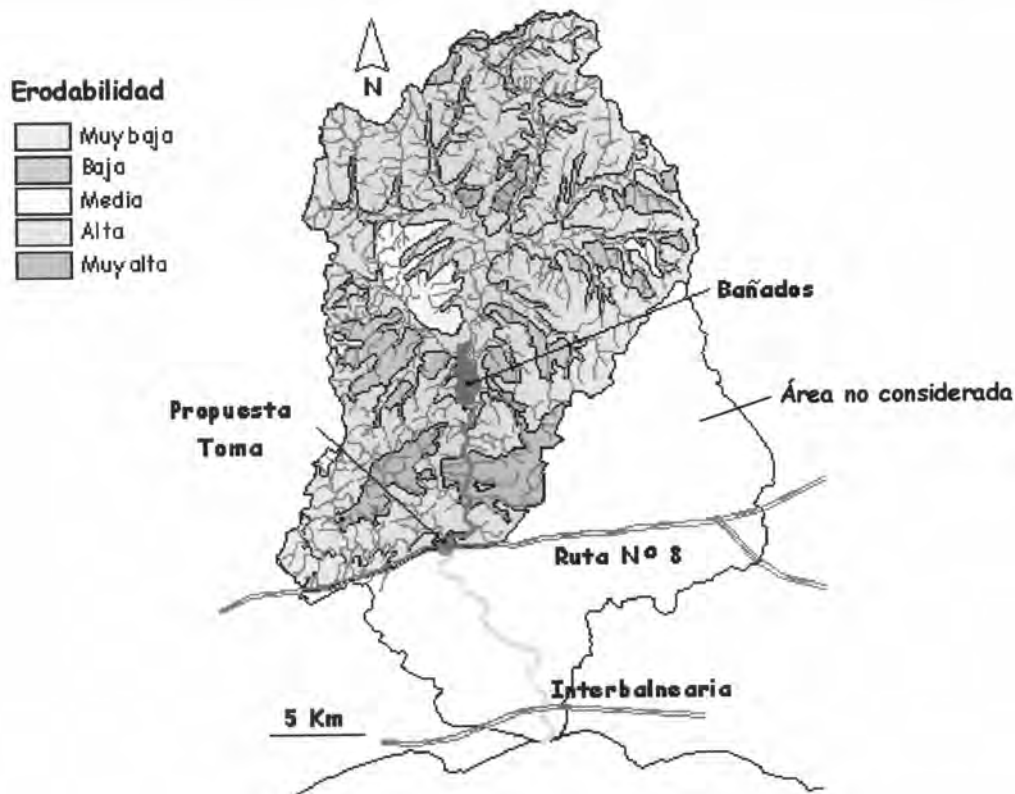 N
Erodabilidad
Muy baja
Baja
Media
Alta
Muy alta
Bañados
Área no considerada
Propuesta
Toma
Ruta Nº 8
Interbalnearia
5 Km